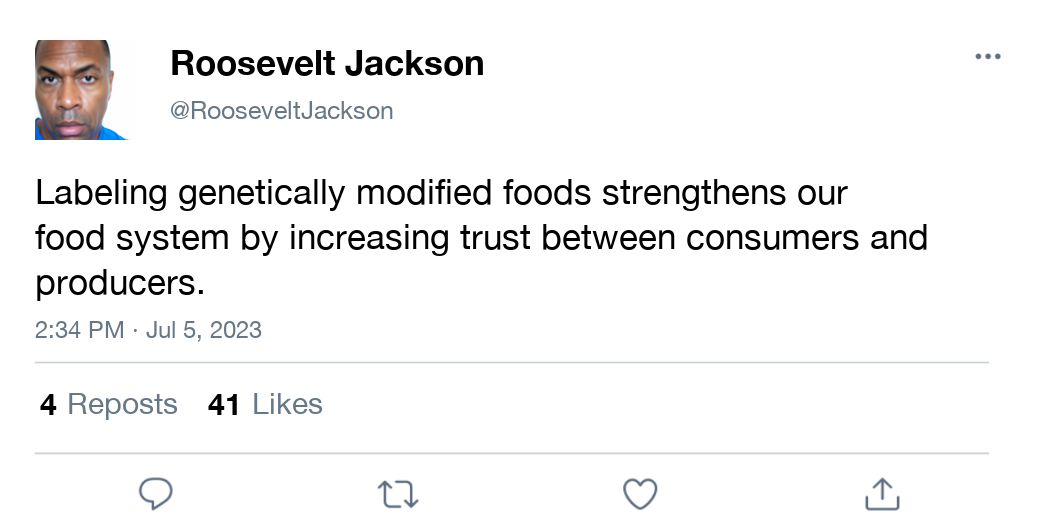 Roosevelt Jackson
@RooseveltJackson
Labeling genetically modified foods strengthens our
food system by increasing trust between consumers and
producers.
2:34 PM · Jul 5, 2023
4 Reposts 41 Likes